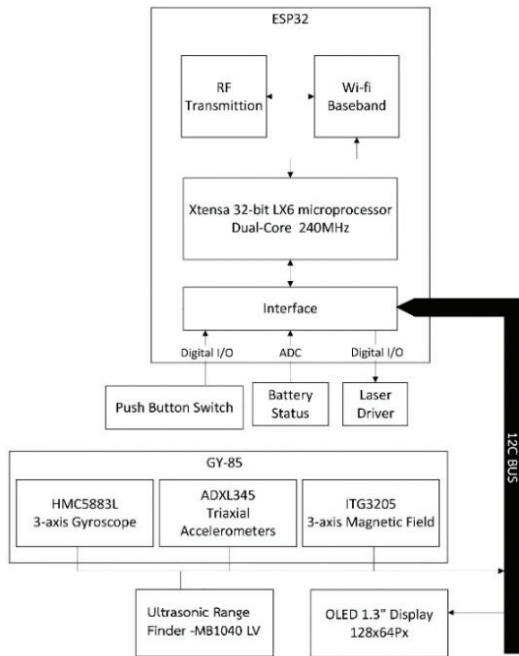 ESP32
RF
Transmittion
Wi-fi
Baseband
Xtensa 32-bit LX6 microprocessor
Dual-Core 240MHz
Interface
Digital I/O
ADC
Digital I/O
Push Button Switch
Battery
Status
Laser
Driver
12C BUS
GY-85
HMC5883L
3-axis Gyroscope
ADXL345
Triaxial
Accelerometers
ITG3205
3-axis Magnetic Field
Ultrasonic Range
Finder -MB1040 LV
OLED 1.3" Display
128x64Px